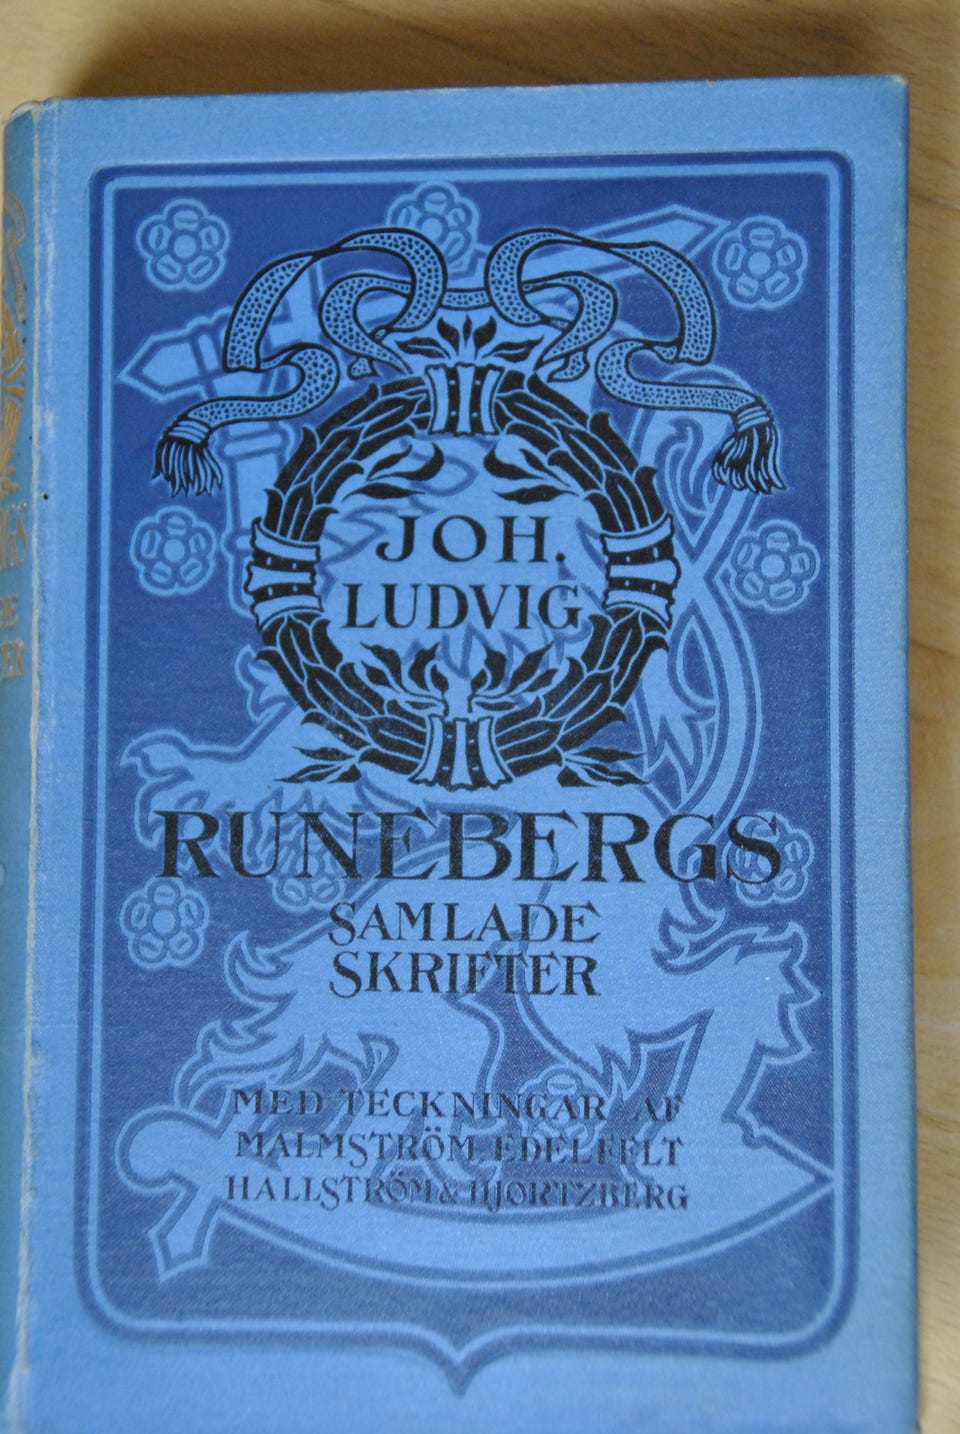 JOH.
LUDVIG
RUNEBERGS
SAMLADE
SKRIFTER
MED TECKNINGAR AF
MALMSTRÖM, EDELFELT
HALLSTRÖM & HJORTZBERG